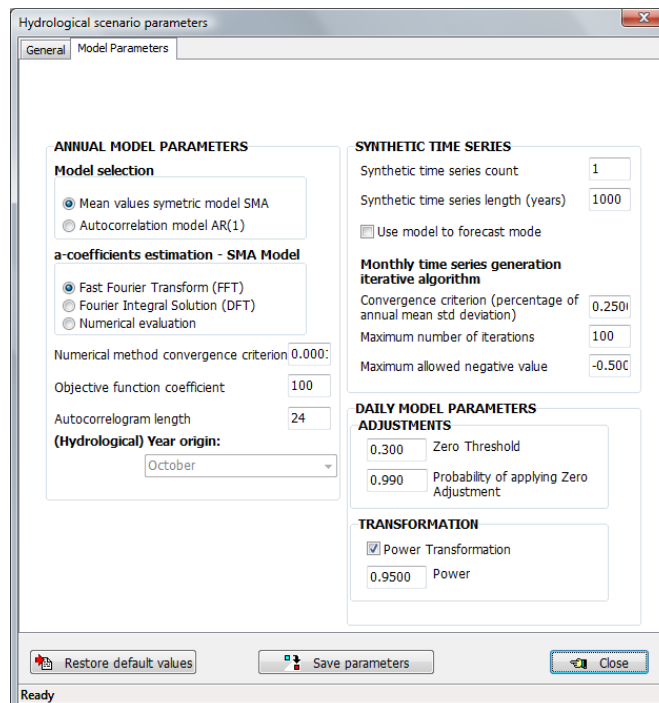 Hydrological scenario parameters
General
Model Parameters
ANNUAL MODEL PARAMETERS
Model selection
Mean values symetric model SMA
Autocorrelation model AR(1)
a-coefficients estimation - SMA Model
Fast Fourier Transform (FFT)
Fourier Integral Solution (DFT)
Numerical evaluation
Numerical method convergence criterion
Objective function coefficient 100
Autocorrelogram length 24
(Hydrological) Year origin:
October
SYNTHETIC TIME SERIES
Synthetic time series count 1
Synthetic time series length (years) 1000
Use model to forecast mode
Monthly time series generation
iterative algorithm
Convergence criterion (percentage of
annual mean std deviation)
Maximum number of iterations 100
Maximum allowed negative value -0.500
DAILY MODEL PARAMETERS
ADJUSTMENTS
0.300 Zero Threshold
0.990 Probability of applying Zero
Adjustment
TRANSFORMATION
Power Transformation
0.9500 Power
Restore default values
Save parameters
Close
Ready